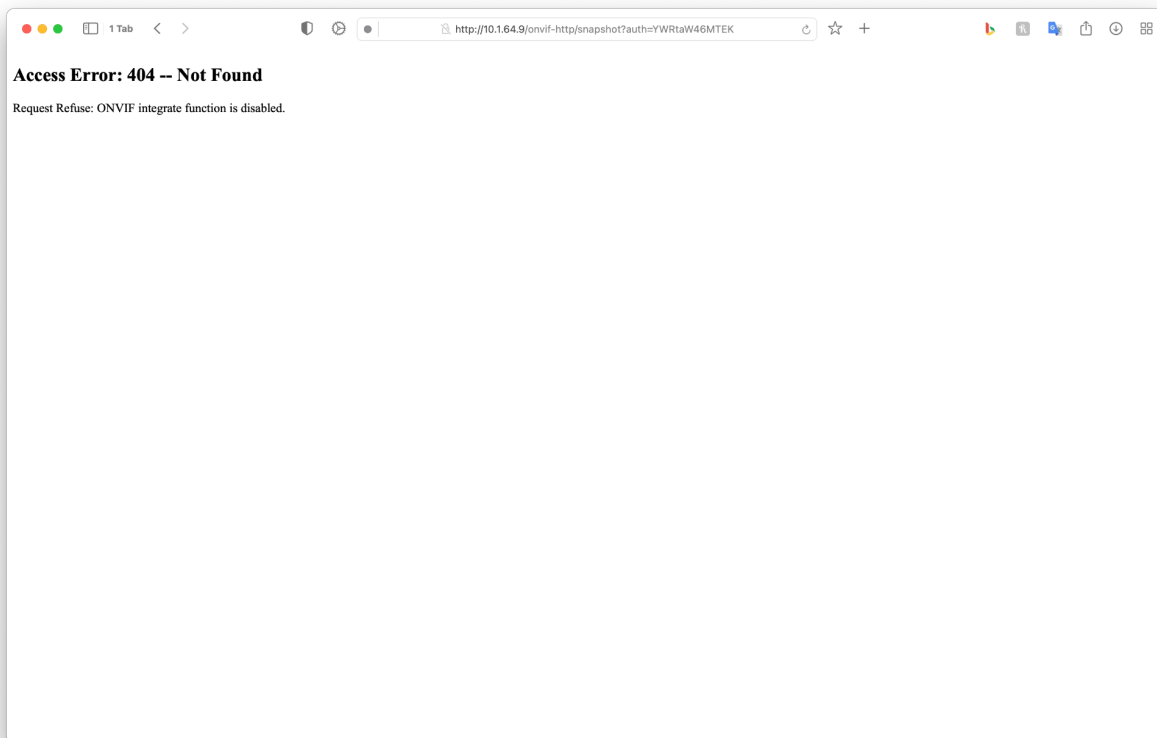 1 Tab
http://10.1.64.9/onvif-http/snapshot?auth=YWRtaW46MTEK
Access Error: 404 -- Not Found
Request Refuse: ONVIF integrate function is disabled.